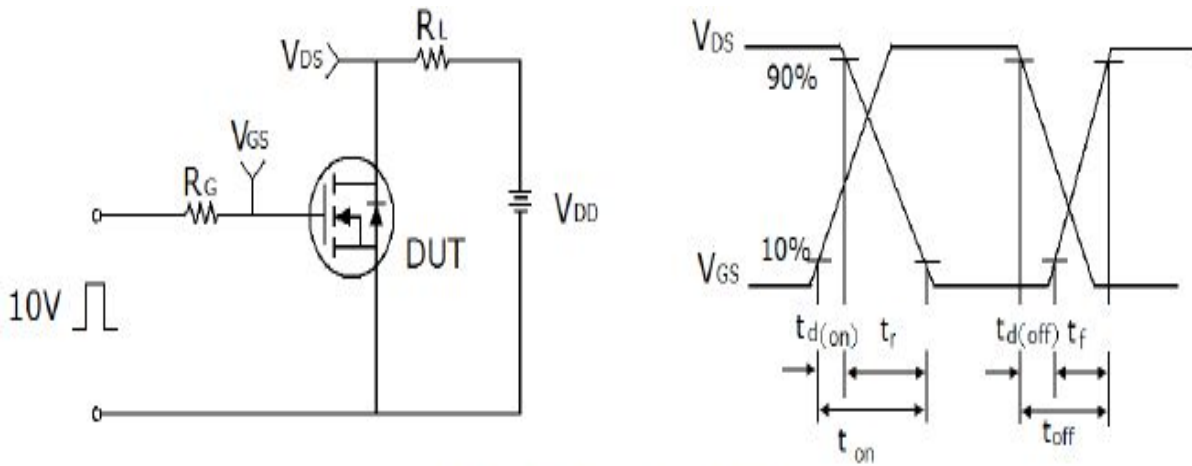 RL
VDS
VGS
RG
VDD
DUT
10V
VDS
90%
10%
VGS
td(on) tr td(off) tf
ton toff